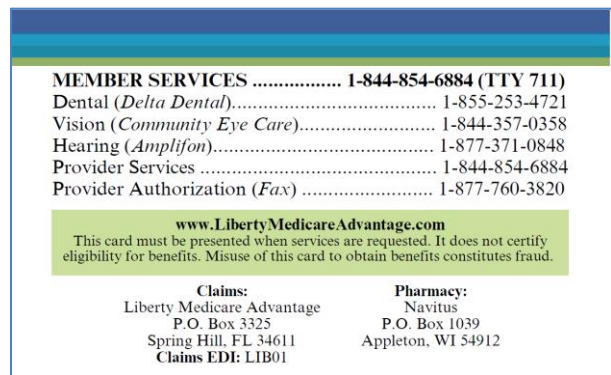 MEMBER SERVICES ................. 1-844-854-6884 (TTY 711)
Dental (Delta Dental)....................................... 1-855-253-4721
Vision (Community Eye Care).......................... 1-844-357-0358
Hearing (Amplifon).......................................... 1-877-371-0848
Provider Services ............................................. 1-844-854-6884
Provider Authorization (Fax) ......................... 1-877-760-3820
www.LibertyMedicareAdvantage.com
This card must be presented when services are requested. It does not certify
eligibility for benefits. Misuse of this card to obtain benefits constitutes fraud.
Claims:
Liberty Medicare Advantage
P.O. Box 3325
Spring Hill, FL 34611
Claims EDI: LIB01
Pharmacy:
Navitus
P.O. Box 1039
Appleton, WI 54912